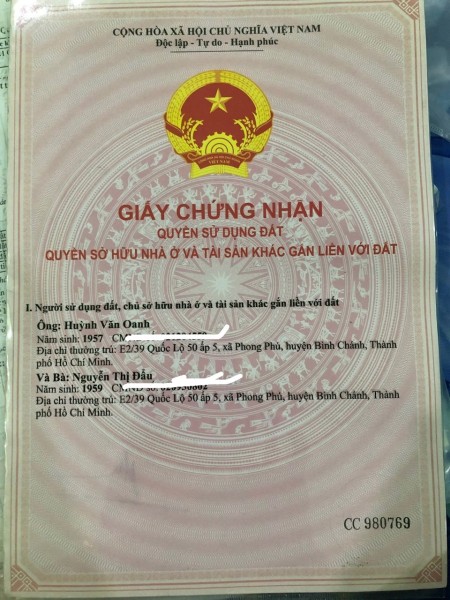 CỘNG HÒA XÃ HỘI CHỦ NGHĨA VIỆT NAM
Độc lập - Tự do - Hạnh phúc
VIỆT NAM
GIẤY CHỨNG NHẬN
QUYỀN SỬ DỤNG ĐẤT
QUYỀN SỞ HỮU NHÀ Ở VÀ TÀI SẢN KHÁC GẮN LIỀN VỚI ĐẤT
I. Người sử dụng đất, chủ sở hữu nhà ở và tài sản khác gắn liền với đất
Ông: Huỳnh Văn Oanh
Năm sinh: 1957
Địa chỉ thường trú: E2/39 Quốc Lộ 50 ấp 5, xã Phong Phú, huyện Bình Chánh, Thành
phố Hồ Chí Minh.
Và Bà: Nguyễn Thị Đấu
Năm sinh: 1959 CMND số:
Địa chỉ thường trú: E2/39 Quốc Lộ 50 ấp 5, xã Phong Phú, huyện Bình Chánh, Thành
phố Hồ Chí Minh.
CC 980769